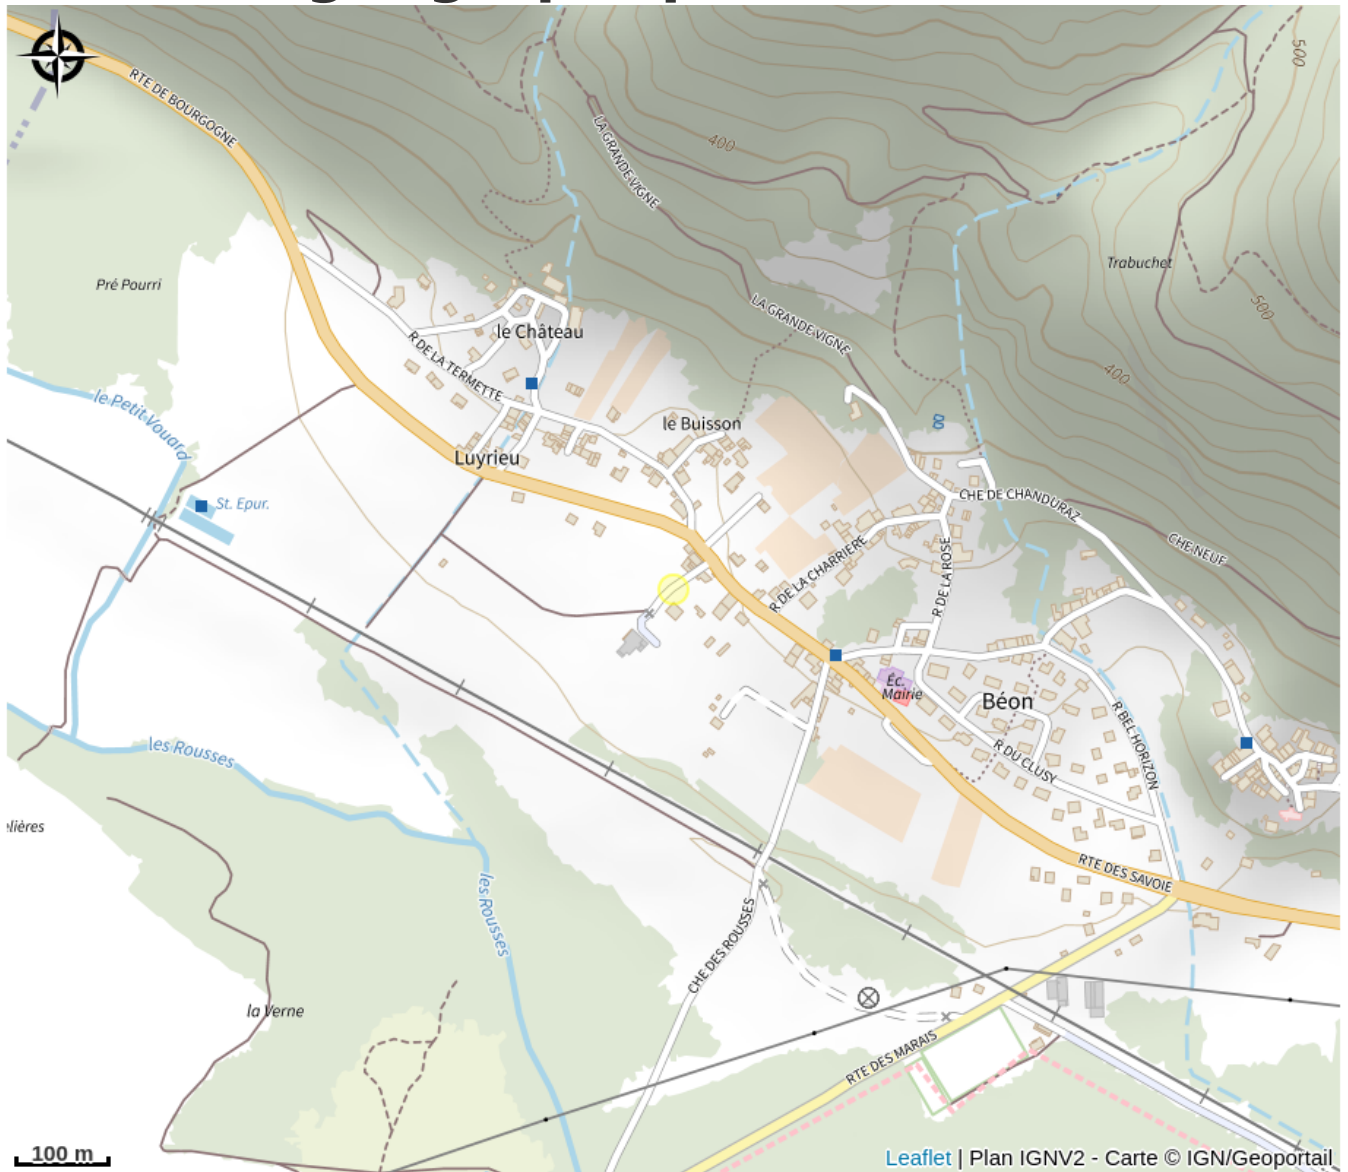 RTE DE BOURGOGNE
LA GRANDE VIGNE
400
500
Trabuchet
Pré Pourri
500
le Château
LA GRANDE VIGNE
R DE LA TERMETTE
400
le Petit Vouard
le Buisson
8
Luyrieu
St. Epur.
CHE DE CHANDURAZ
CHE NEUF
R DE LA CHARRIERE
R DE LA ROSE
Éc.
Mairie
Béon
R BEL HORIZON
les Rousses
R DU CLUSY
RTE DES SAVOIE
les Rousses
CHE DES ROUSSES
la Verne
RTE DES MARAIS
100 m
Leaflet | Plan IGNV2 - Carte © IGN/Geoportail